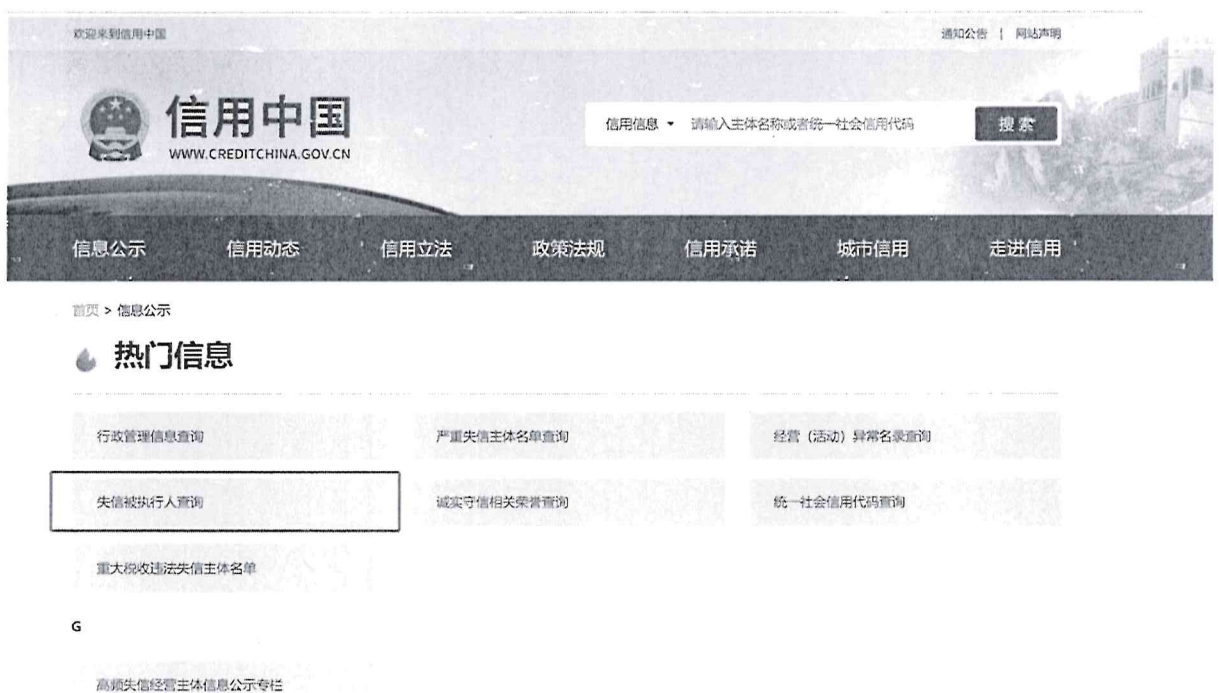 欢迎来到信用中国
通知公告 | 网站声明
信用中国
WWW.CREDITCHINA.GOV.CN
信用信息 请输入主体名称或者统一社会信用代码 搜索
信息公示 信用动态 信用立法 政策法规 信用承诺 城市信用 走进信用
首页 > 信息公示
热门信息
行政管理信息查询 严重失信主体名单查询 经营（活动）异常名录查询
失信被执行人查询 诚实守信相关荣誉查询 统一社会信用代码查询
重大税收违法失信主体名单
G
高频失信经营主体信息公示专栏